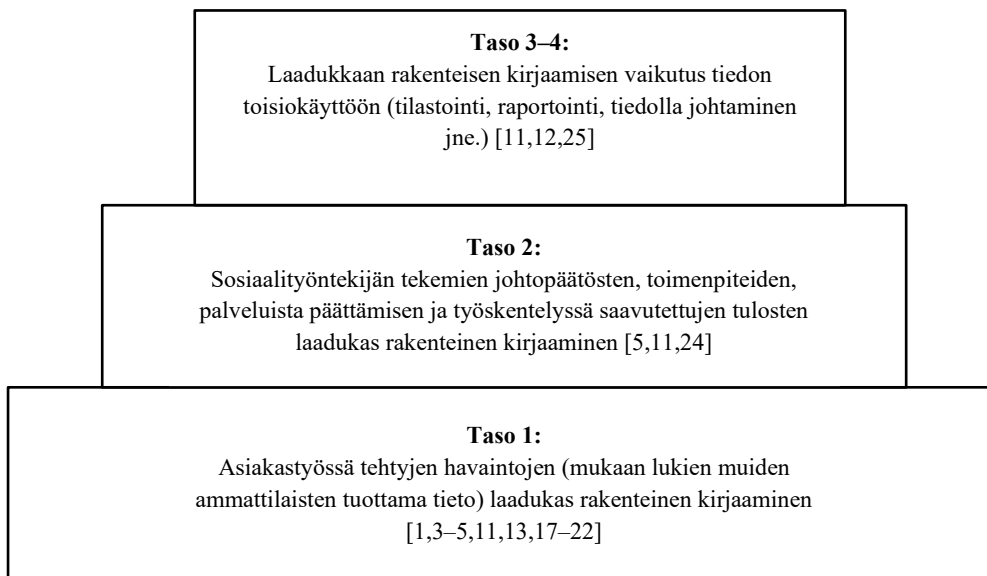 Taso 3–4:
Laadukkaan rakenteisen kirjaamisen vaikutus tiedon
toisiokäyttöön (tilastointi, raportointi, tiedolla johtaminen
jne.) [11,12,25]
Taso 2:
Sosiaalityöntekijän tekemien johtopäätösten, toimenpiteiden,
palveluista päättämisen ja työskentelyssä saavutettujen tulosten
laadukas rakenteinen kirjaaminen [5,11,24]
Taso 1:
Asiakastyössä tehtyjen havaintojen (mukaan lukien muiden
ammattilaisten tuottama tieto) laadukas rakenteinen kirjaaminen
[1,3–5,11,13,17–22]